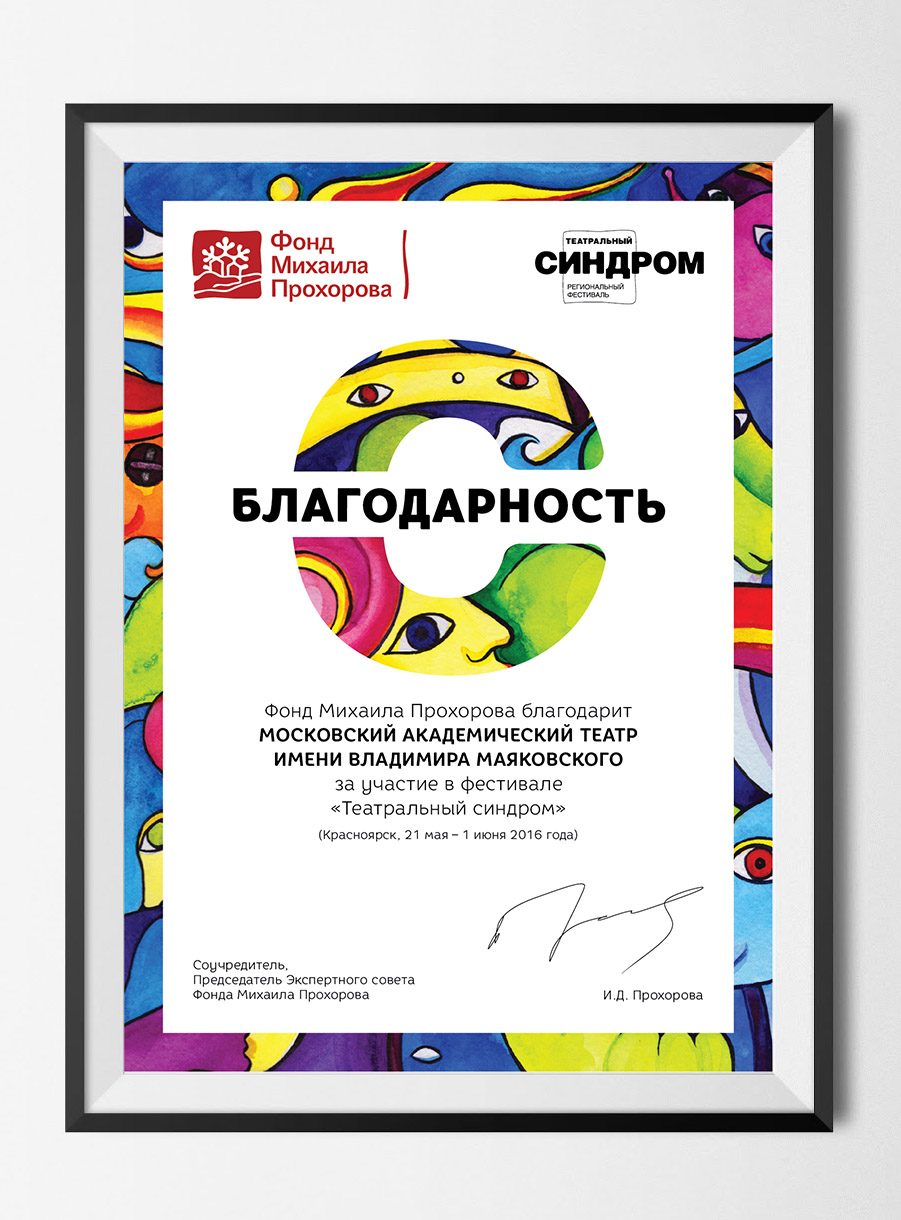 Фонд
Михаила
Прохорова
ТЕАТРАЛЬНЫЙ
СИНДРОМ
РЕГИОНАЛЬНЫЙ
ФЕСТИВАЛЬ
С
БЛАГОДАРНОСТЬ
Фонд Михаила Прохорова благодарит
МОСКОВСКИЙ АКАДЕМИЧЕСКИЙ ТЕАТР
ИМЕНИ ВЛАДИМИРА МАЯКОВСКОГО
за участие в фестивале
«Театральный синдром»
(Красноярск, 21 мая – 1 июня 2016 года)
Соучредитель,
Председатель Экспертного совета
Фонда Михаила Прохорова
И.Д. Прохорова